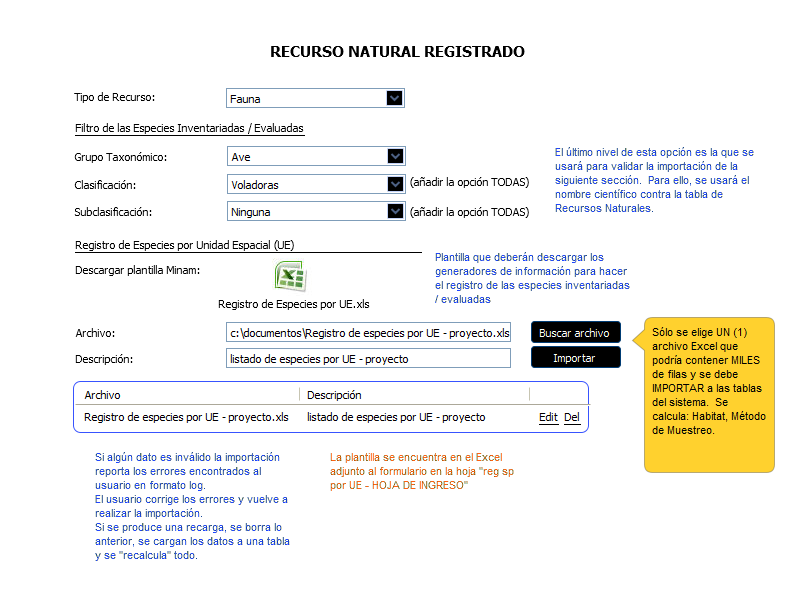 RECURSO NATURAL REGISTRADO
Tipo de Recurso:
Fauna
Filtro de las Especies Inventariadas / Evaluadas
Grupo Taxonómico:
Ave
Clasificación:
Voladoras
(añadir la opción TODAS)
Subclasificación:
Ninguna
(añadir la opción TODAS)
El último nivel de esta opción es la que se
usará para validar la importación de la
siguiente sección.  Para ello, se usará el
nombre científico contra la tabla de
Recursos Naturales.
Registro de Especies por Unidad Espacial (UE)
Descargar plantilla Minam:
Registro de Especies por UE.xls
Plantilla que deberán descargar los
generadores de información para hacer
el registro de las especies inventariadas
/ evaluadas
Archivo:
c:\documentos\Registro de especies por UE - proyecto.xls
Buscar archivo
Descripción:
listado de especies por UE - proyecto
Importar
Sólo se elige UN (1)
archivo Excel que
podría contener MILES
de filas y se debe
IMPORTAR a las tablas
del sistema.  Se
calcula: Habitat, Método
de Muestreo.
Archivo
Descripción
Registro de especies por UE - proyecto.xls
listado de especies por UE - proyecto
Edit
Del
Si algún dato es inválido la importación
reporta los errores encontrados al
usuario en formato log.
El usuario corrige los errores y vuelve a
realizar la importación.
Si se produce una recarga, se borra lo
anterior, se cargan los datos a una tabla
y se "recalcula" todo.
La plantilla se encuentra en el Excel
adjunto al formulario en la hoja "reg sp
por UE - HOJA DE INGRESO"